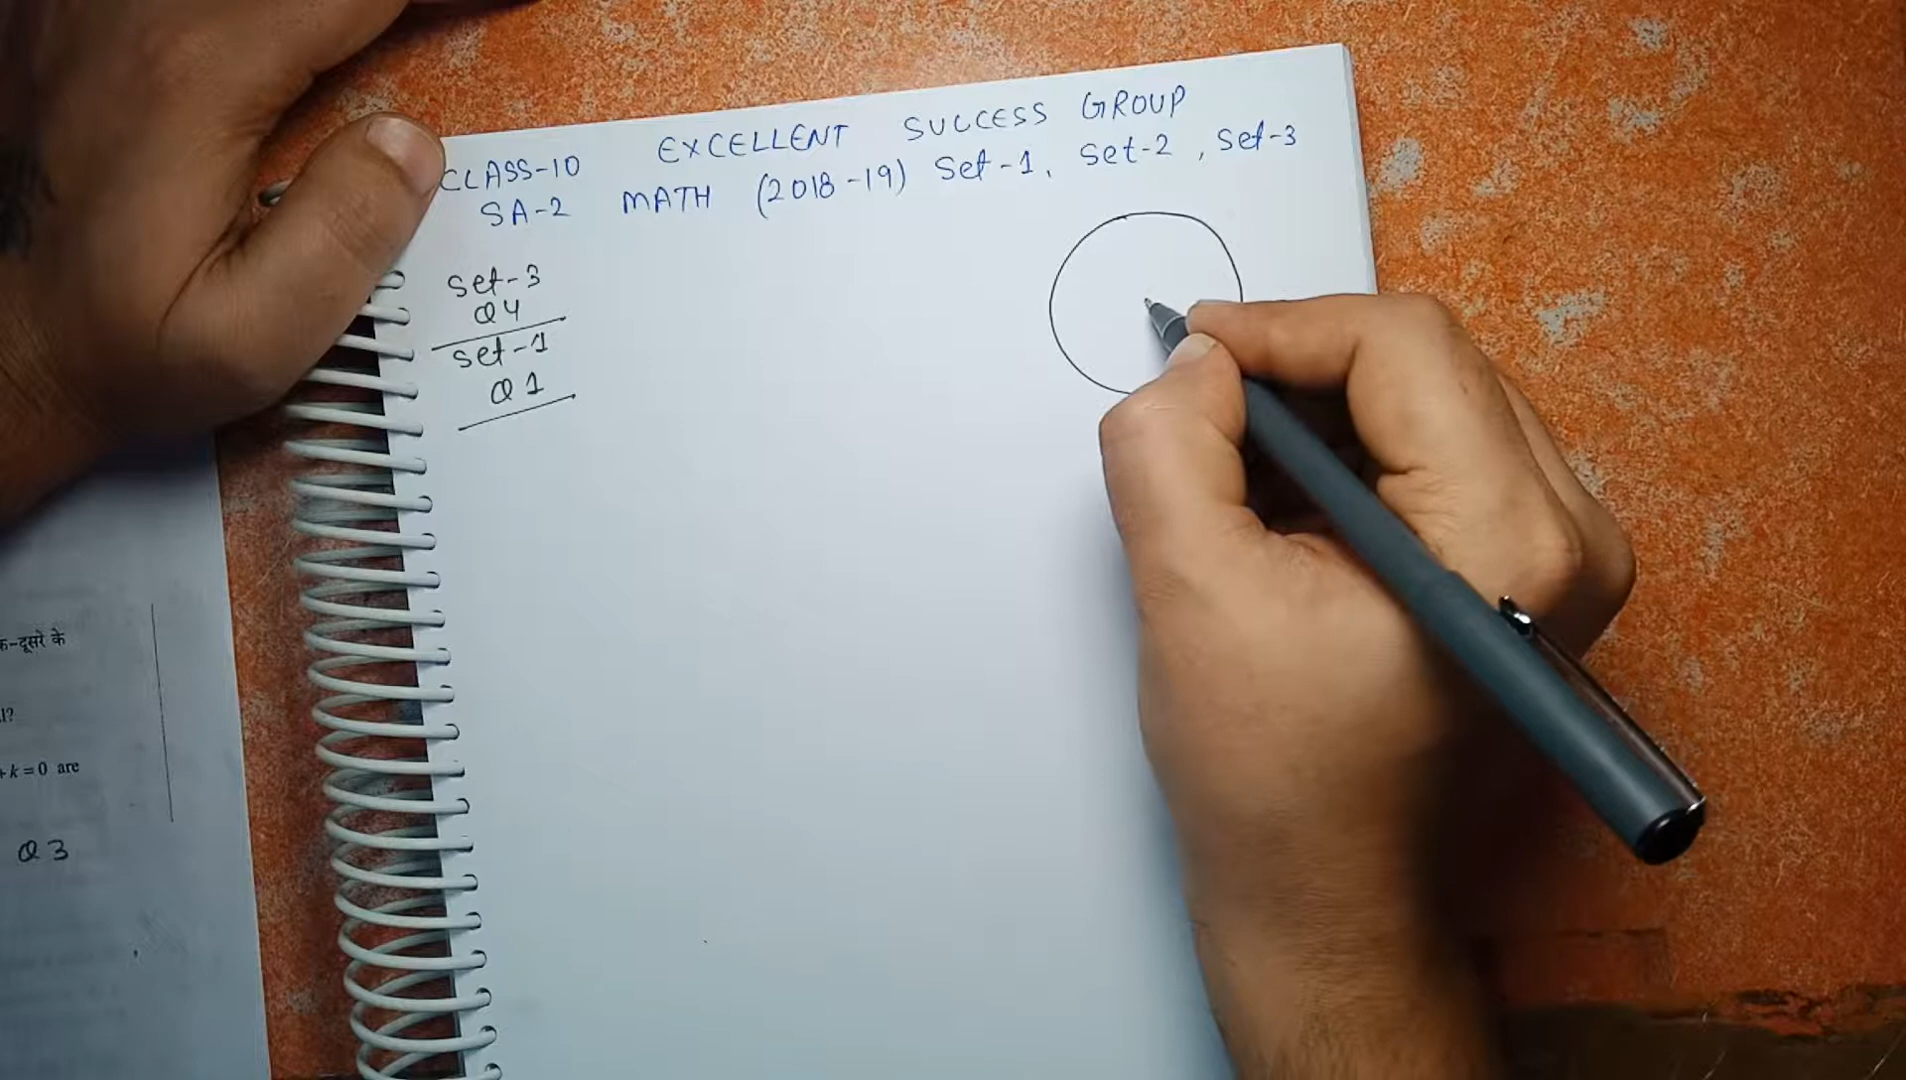 EXCELLENT SUCCESS GROUP
CLASS-10
SA-2 MATH (2018-19) Set-1, Set-2, Set-3
Set-3
Q4
Set-1
Q1
क-दूसरे के
l?
+ k = 0 are
Q3